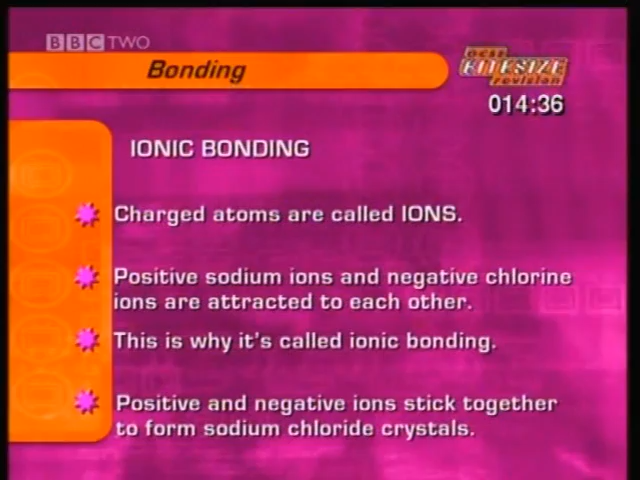 BBC TWO
Bonding
GCSE
BITESIZE
revision
014:36
IONIC BONDING
Charged atoms are called IONS.
Positive sodium ions and negative chlorine
ions are attracted to each other.
This is why it's called ionic bonding.
Positive and negative ions stick together
to form sodium chloride crystals.